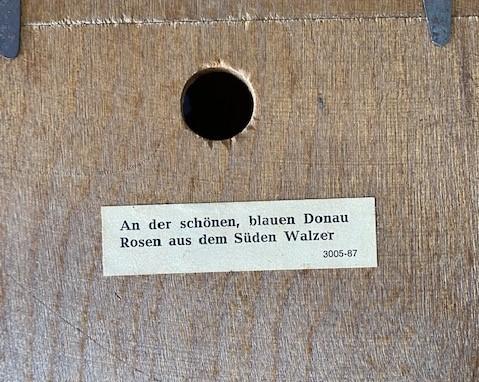 An der schönen, blauen Donau
Rosen aus dem Süden Walzer
3005-87